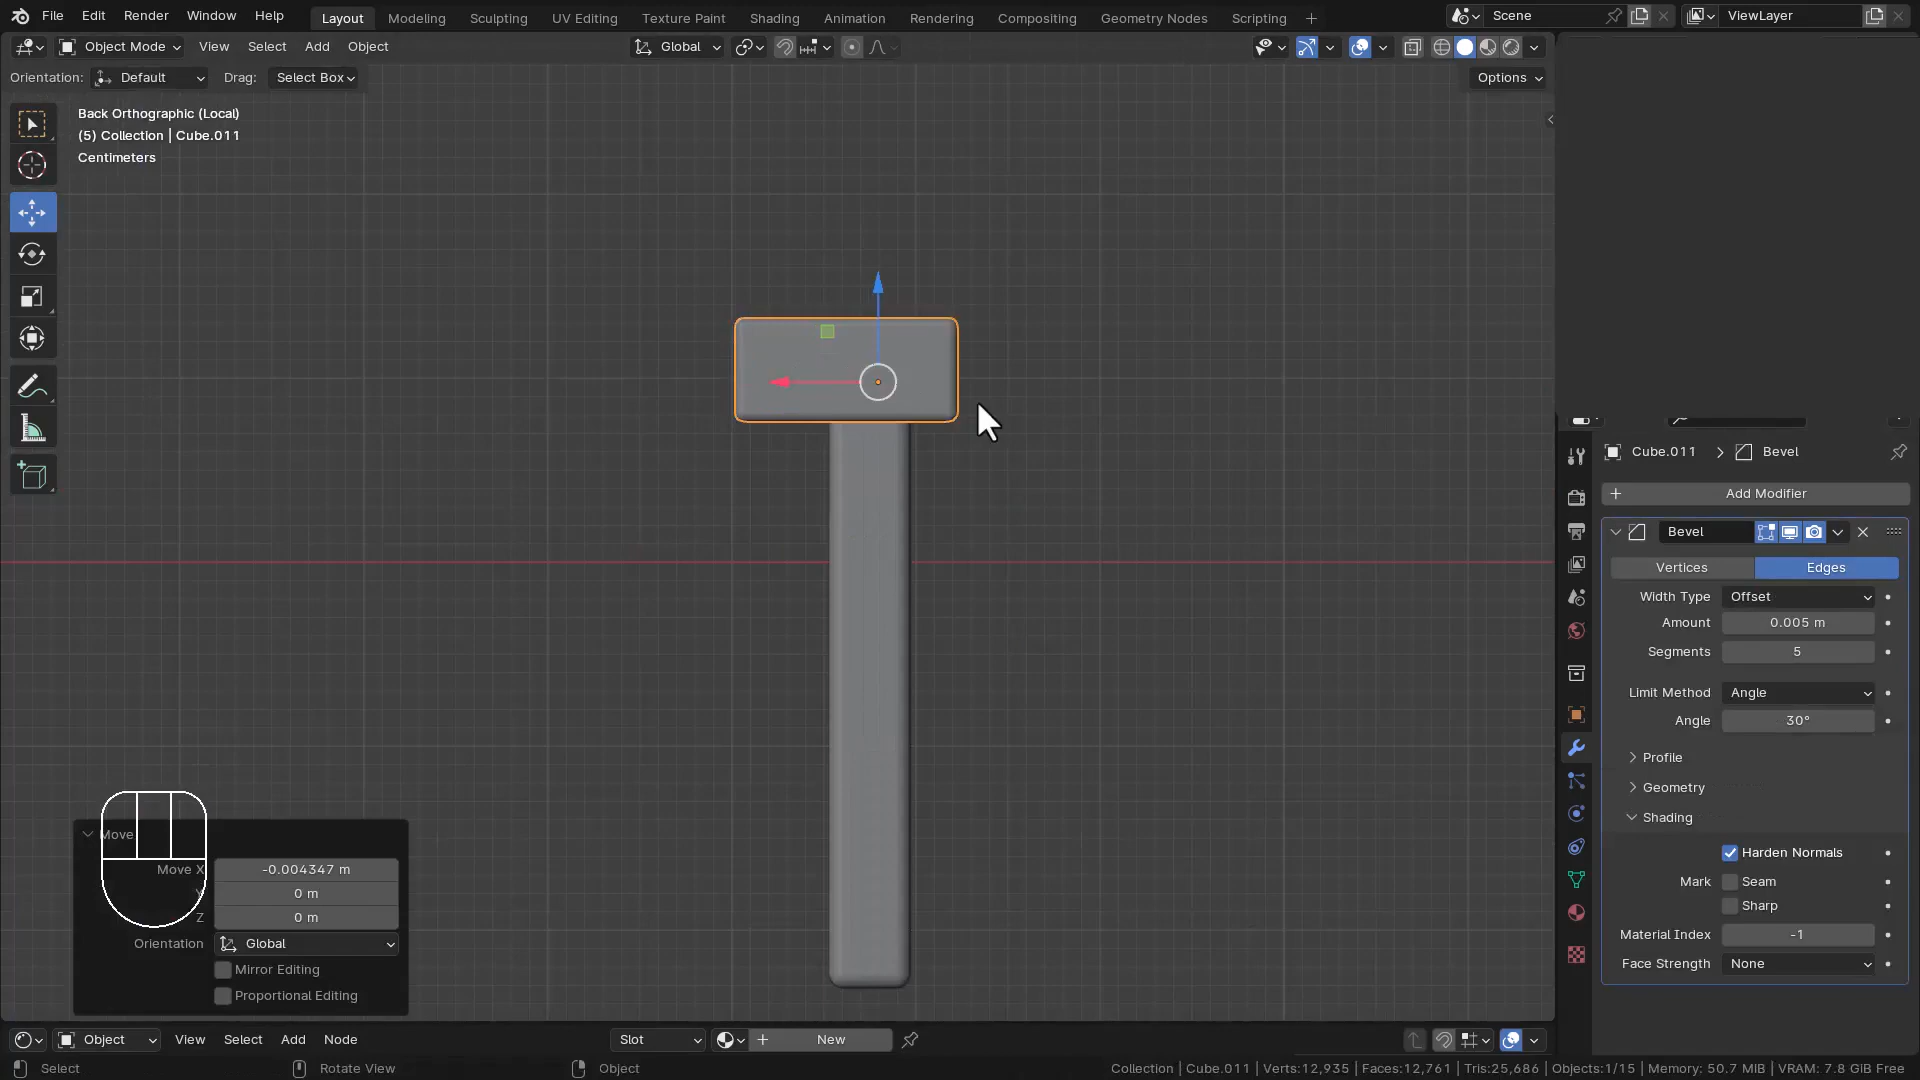 File Edit Render Window Help
Layout Modeling Sculpting UV Editing Texture Paint Shading Animation Rendering Compositing Geometry Nodes Scripting +
Scene
ViewLayer
Object Mode View Select Add Object
Global
Orientation: Default Drag: Select Box
Options
Back Orthographic (Local)
(5) Collection | Cube.011
Centimeters
Cube.011 > Bevel
+ Add Modifier
Bevel
Vertices Edges
Width Type Offset
Amount 0.005 m
Segments 5
Limit Method Angle
Angle 30°
Profile
Geometry
Shading
Harden Normals
Mark Seam
Sharp
Material Index -1
Face Strength None
Move
Move X -0.004347 m
0 m
Z 0 m
Orientation Global
Mirror Editing
Proportional Editing
Object View Select Add Node
Slot
+ New
Select
Rotate View
Object
Collection | Cube.011 | Verts:12,935 | Faces:12,761 | Tris:25,686 | Objects:1/15 | Memory: 50.7 MIB | VRAM: 7.8 GiB Free